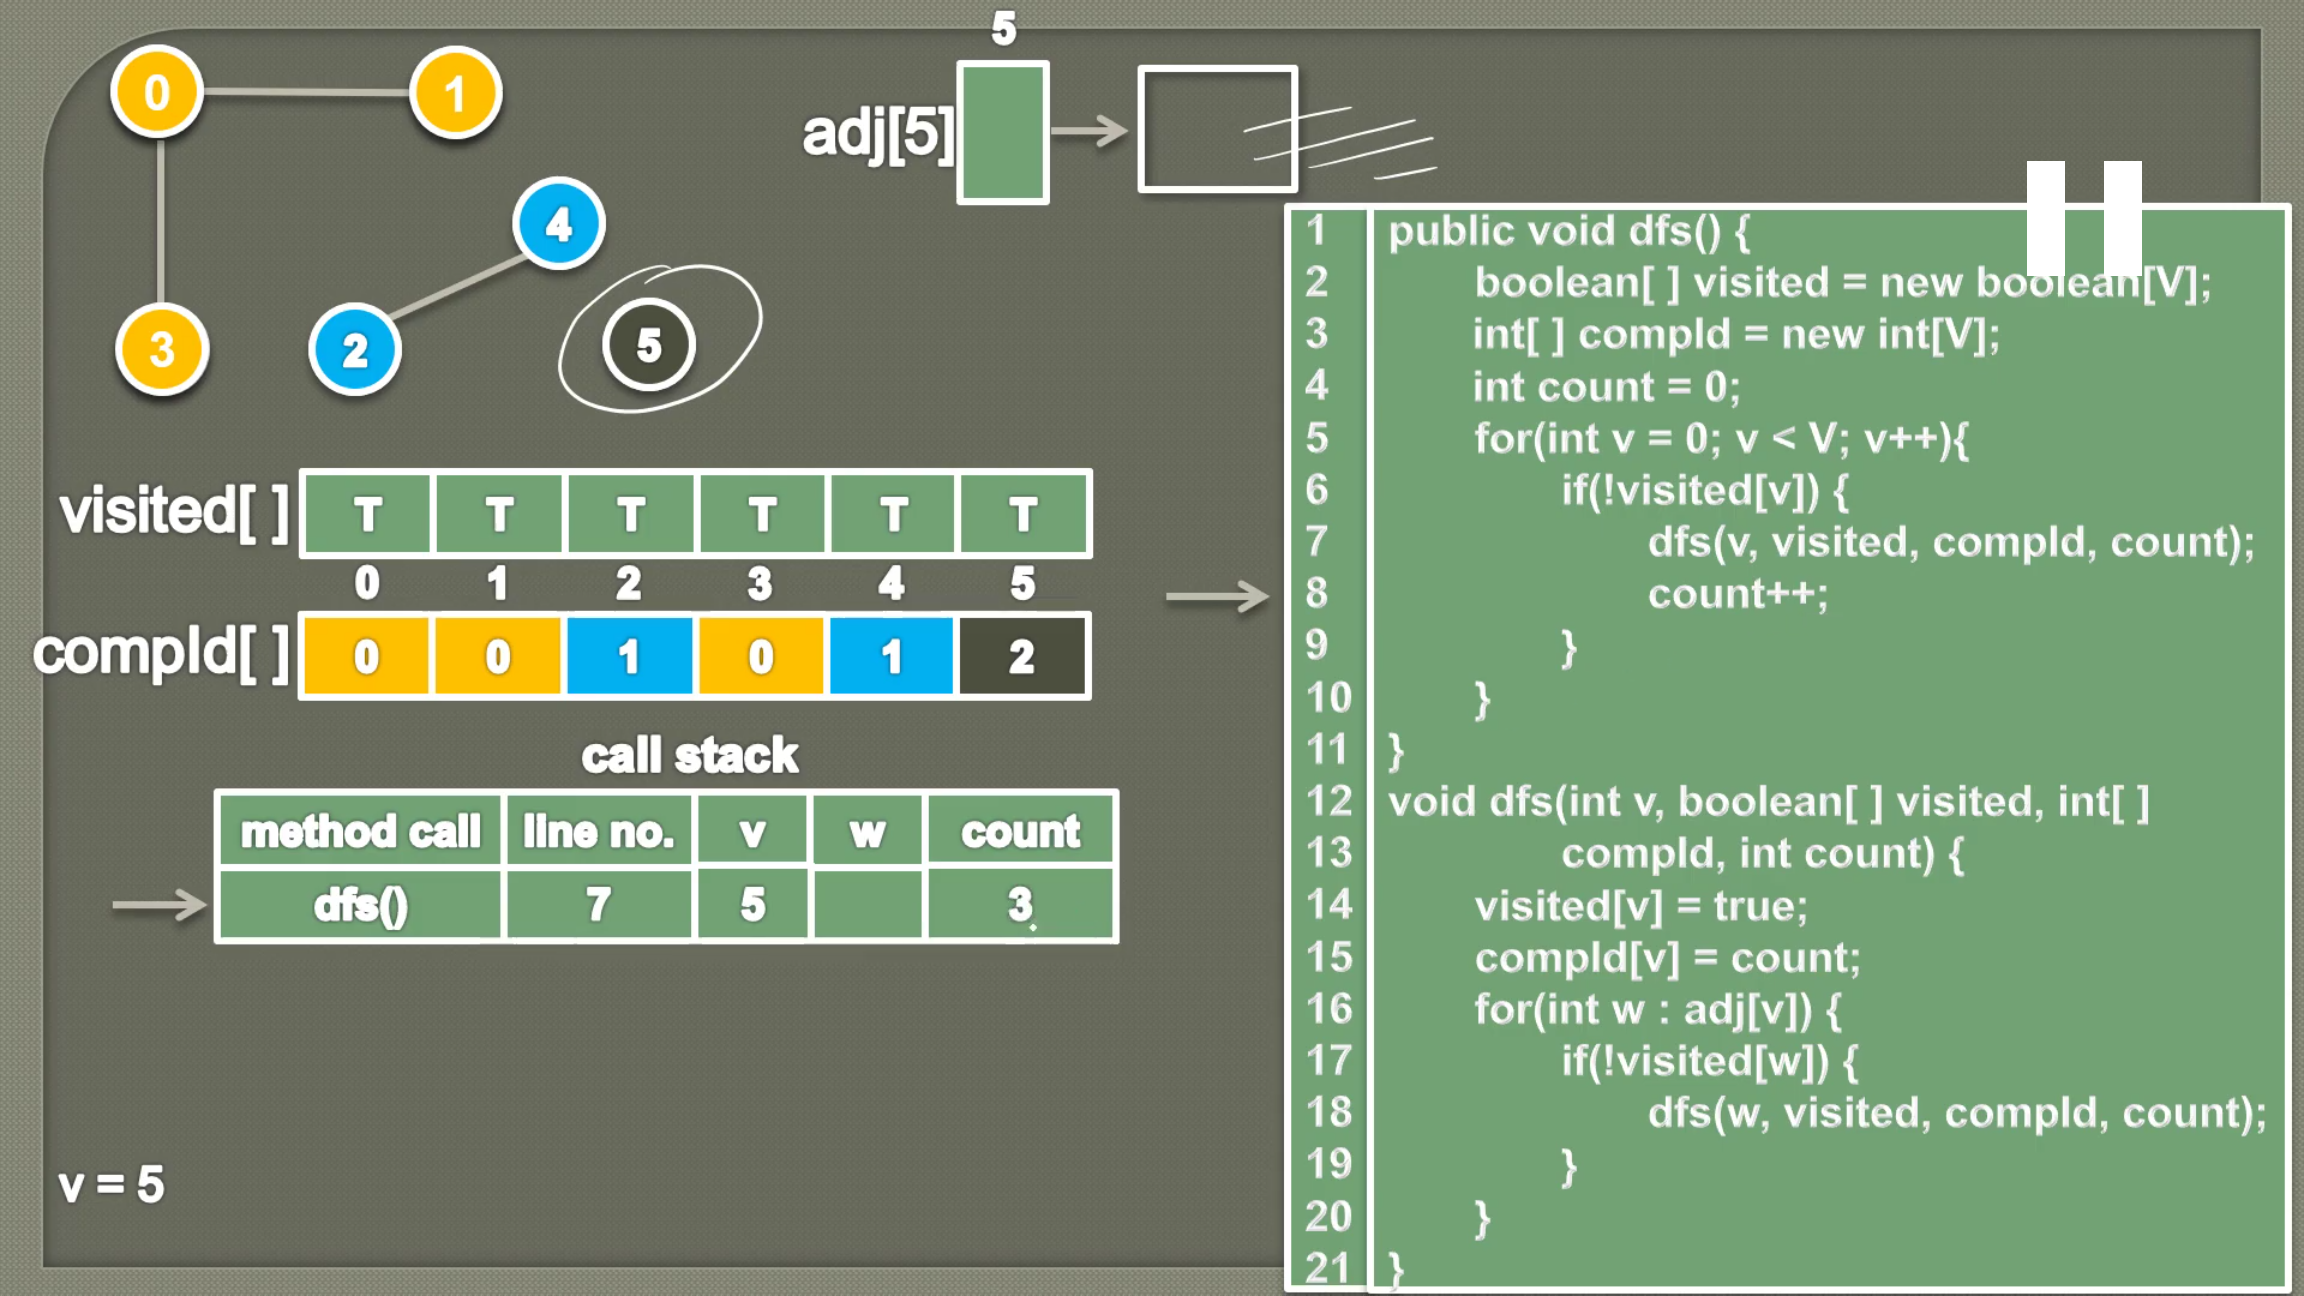 5
0
1
adj[5]
4
3
2
5
visited[ ]
T T T T T T
0 1 2 3 4 5
compId[ ]
0 0 1 0 1 2
call stack
method call line no. v w count
dfs() 7 5 3
v = 5
1 public void dfs() {
2 boolean[ ] visited = new boolean[V];
3 int[ ] compId = new int[V];
4 int count = 0;
5 for(int v = 0; v < V; v++){
6 if(!visited[v]) {
7 dfs(v, visited, compId, count);
8 count++;
9 }
10 }
11 }
12 void dfs(int v, boolean[ ] visited, int[ ]
13 compId, int count) {
14 visited[v] = true;
15 compId[v] = count;
16 for(int w : adj[v]) {
17 if(!visited[w]) {
18 dfs(w, visited, compId, count);
19 }
20 }
21 }